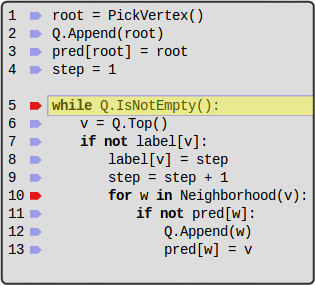 1 root = PickVertex()
2 Q.Append(root)
3 pred[root] = root
4 step = 1
5 while Q.IsNotEmpty():
6 v = Q.Top()
7 if not label[v]:
8 label[v] = step
9 step = step + 1
10 for w in Neighborhood(v):
11 if not pred[w]:
12 Q.Append(w)
13 pred[w] = v